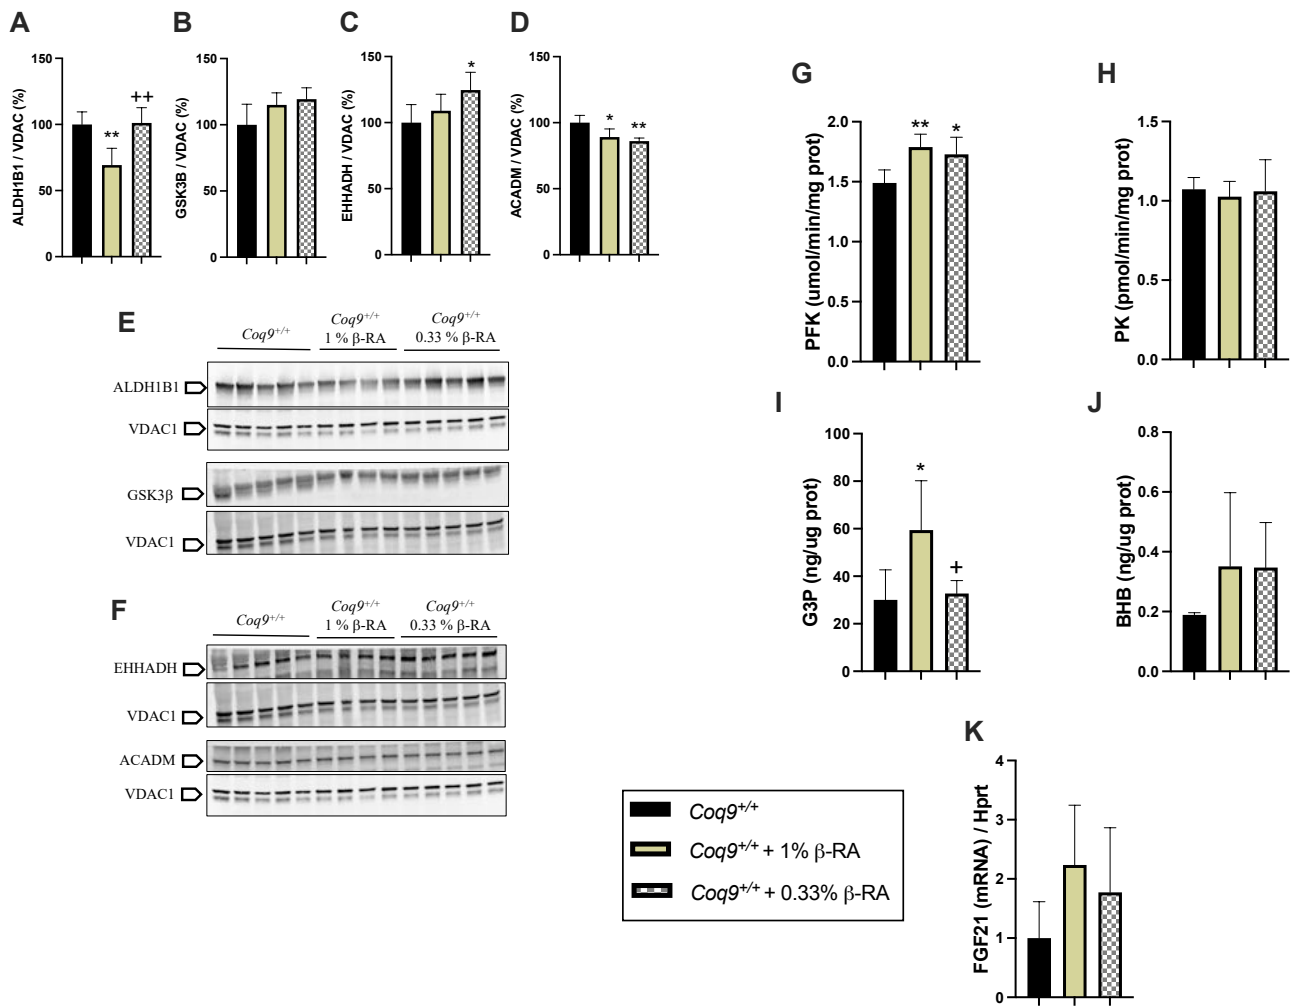 A
ALDH1B1 / VDAC (%)
150
100
50
0
**
++
B
GSK3B / VDAC (%)
150
100
50
0
C
EHHADH / VDAC (%)
150
100
50
0
*
D
ACADM / VDAC (%)
150
100
50
0
*
**
E
Coq9+/+
Coq9+/+
1 % β-RA
Coq9+/+
0.33 % β-RA
ALDH1B1
VDAC1
GSK3β
VDAC1
F
Coq9+/+
Coq9+/+
1 % β-RA
Coq9+/+
0.33 % β-RA
EHHADH
VDAC1
ACADM
VDAC1
G
PFK (umol/min/mg prot)
2.0
1.5
1.0
0.5
0.0
**
*
H
PK (pmol/min/mg prot)
1.5
1.0
0.5
0.0
I
G3P (ng/ug prot)
100
80
60
40
20
0
*
+
J
BHB (ng/ug prot)
0.8
0.6
0.4
0.2
0.0
K
FGF21 (mRNA) / Hprt
4
3
2
1
0
Coq9+/+
Coq9+/+ + 1% β-RA
Coq9+/+ + 0.33% β-RA